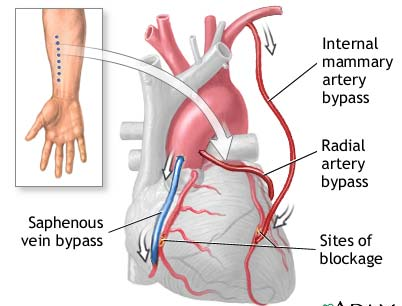 Internal
mammary
artery
bypass
Radial
artery
bypass
Saphenous
vein bypass
Sites of
blockage